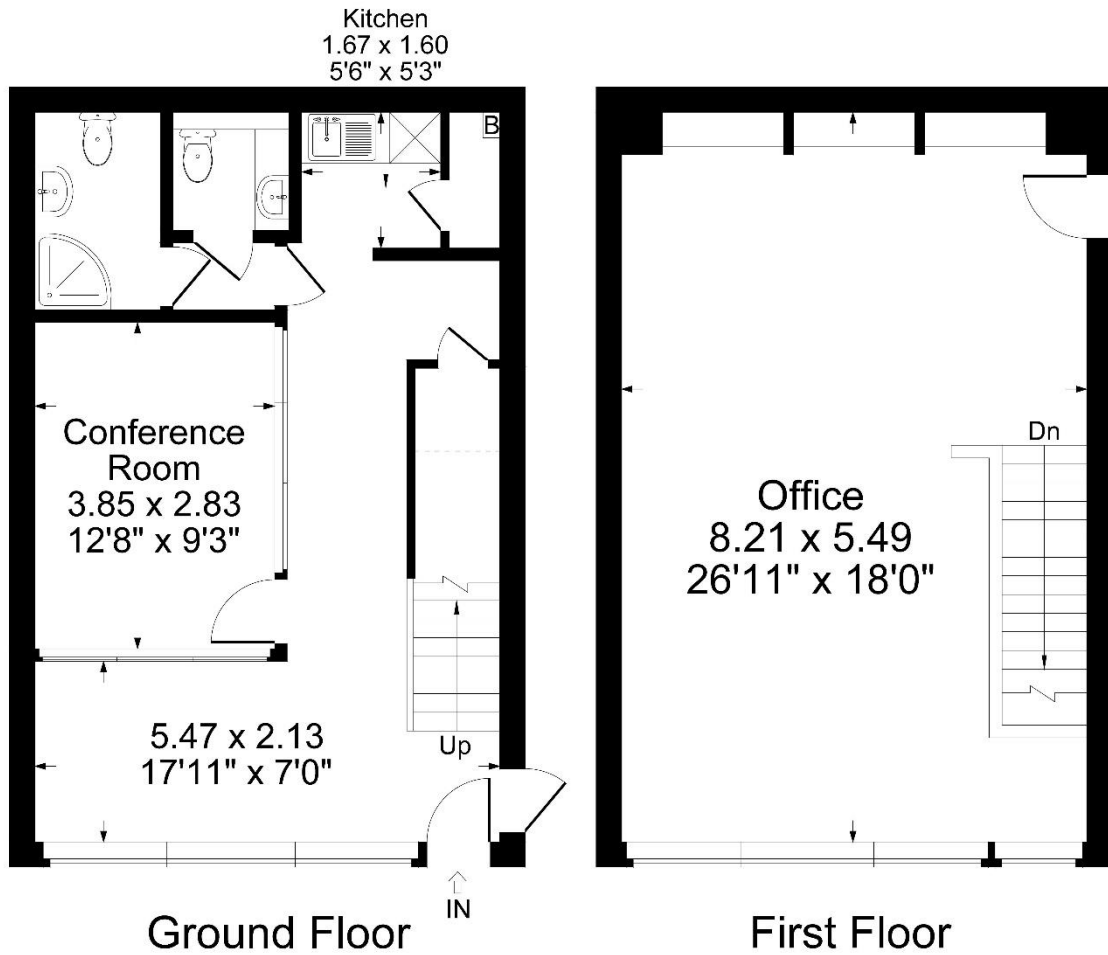 Kitchen
1.67 x 1.60
5'6" x 5'3"
B
Conference
Room
3.85 x 2.83
12'8" x 9'3"
5.47 x 2.13
17'11" x 7'0"
Up
IN
Ground Floor
Dn
Office
8.21 x 5.49
26'11" x 18'0"
First Floor